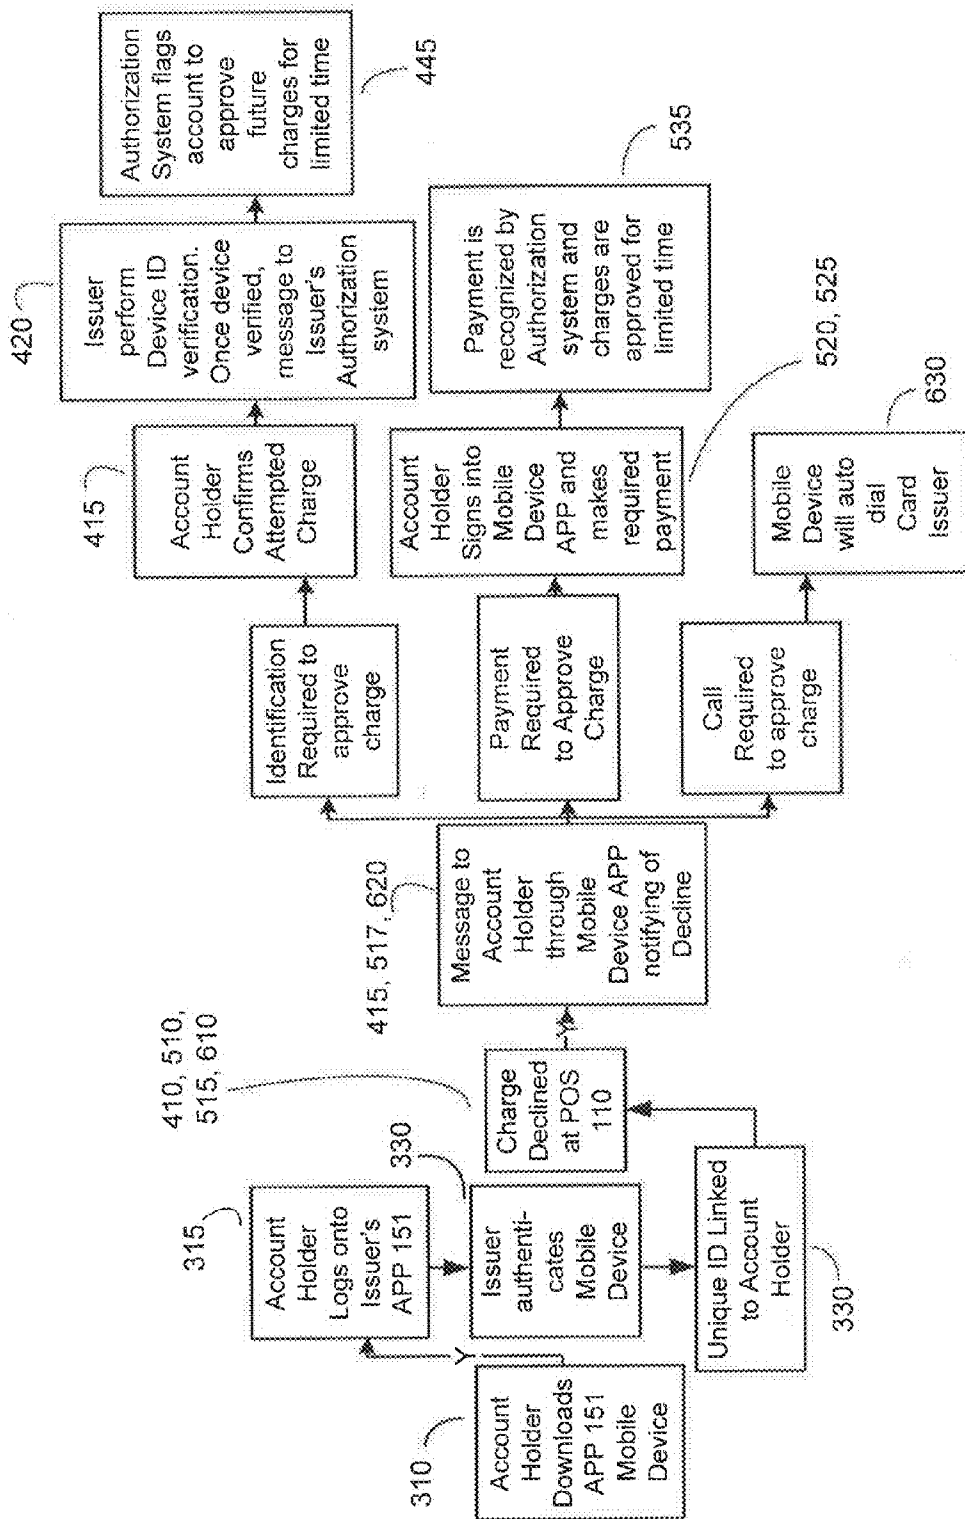 310
Account
Holder
Downloads
APP 151
Mobile
Device
315
Account
Holder
Logs onto
Issuer's
APP 151
Y
330
Issuer
authenti-
cates
Mobile
Device
Unique ID Linked
to Account
Holder
330
410, 510,
515, 610
Charge
Declined
at POS
110
Y
415, 517, 620
Message to
Account
Holder
through
Mobile
Device APP
notifying of
Decline
Identification
Required to
approve
charge
415
Account
Holder
Confirms
Attempted
Charge
420
Issuer
perform
Device ID
verification.
Once device
verified,
message to
Issuer's
Authorization
system
Authorization
System flags
account to
approve
future
charges for
limited time
445
Payment
Required
to Approve
Charge
Account
Holder
Signs into
Mobile
Device
APP and
makes
required
payment
520, 525
Payment is
recognized by
Authorization
system and
charges are
approved for
limited time
535
Call
Required
to approve
charge
Mobile
Device
will auto
dial
Card
Issuer
630